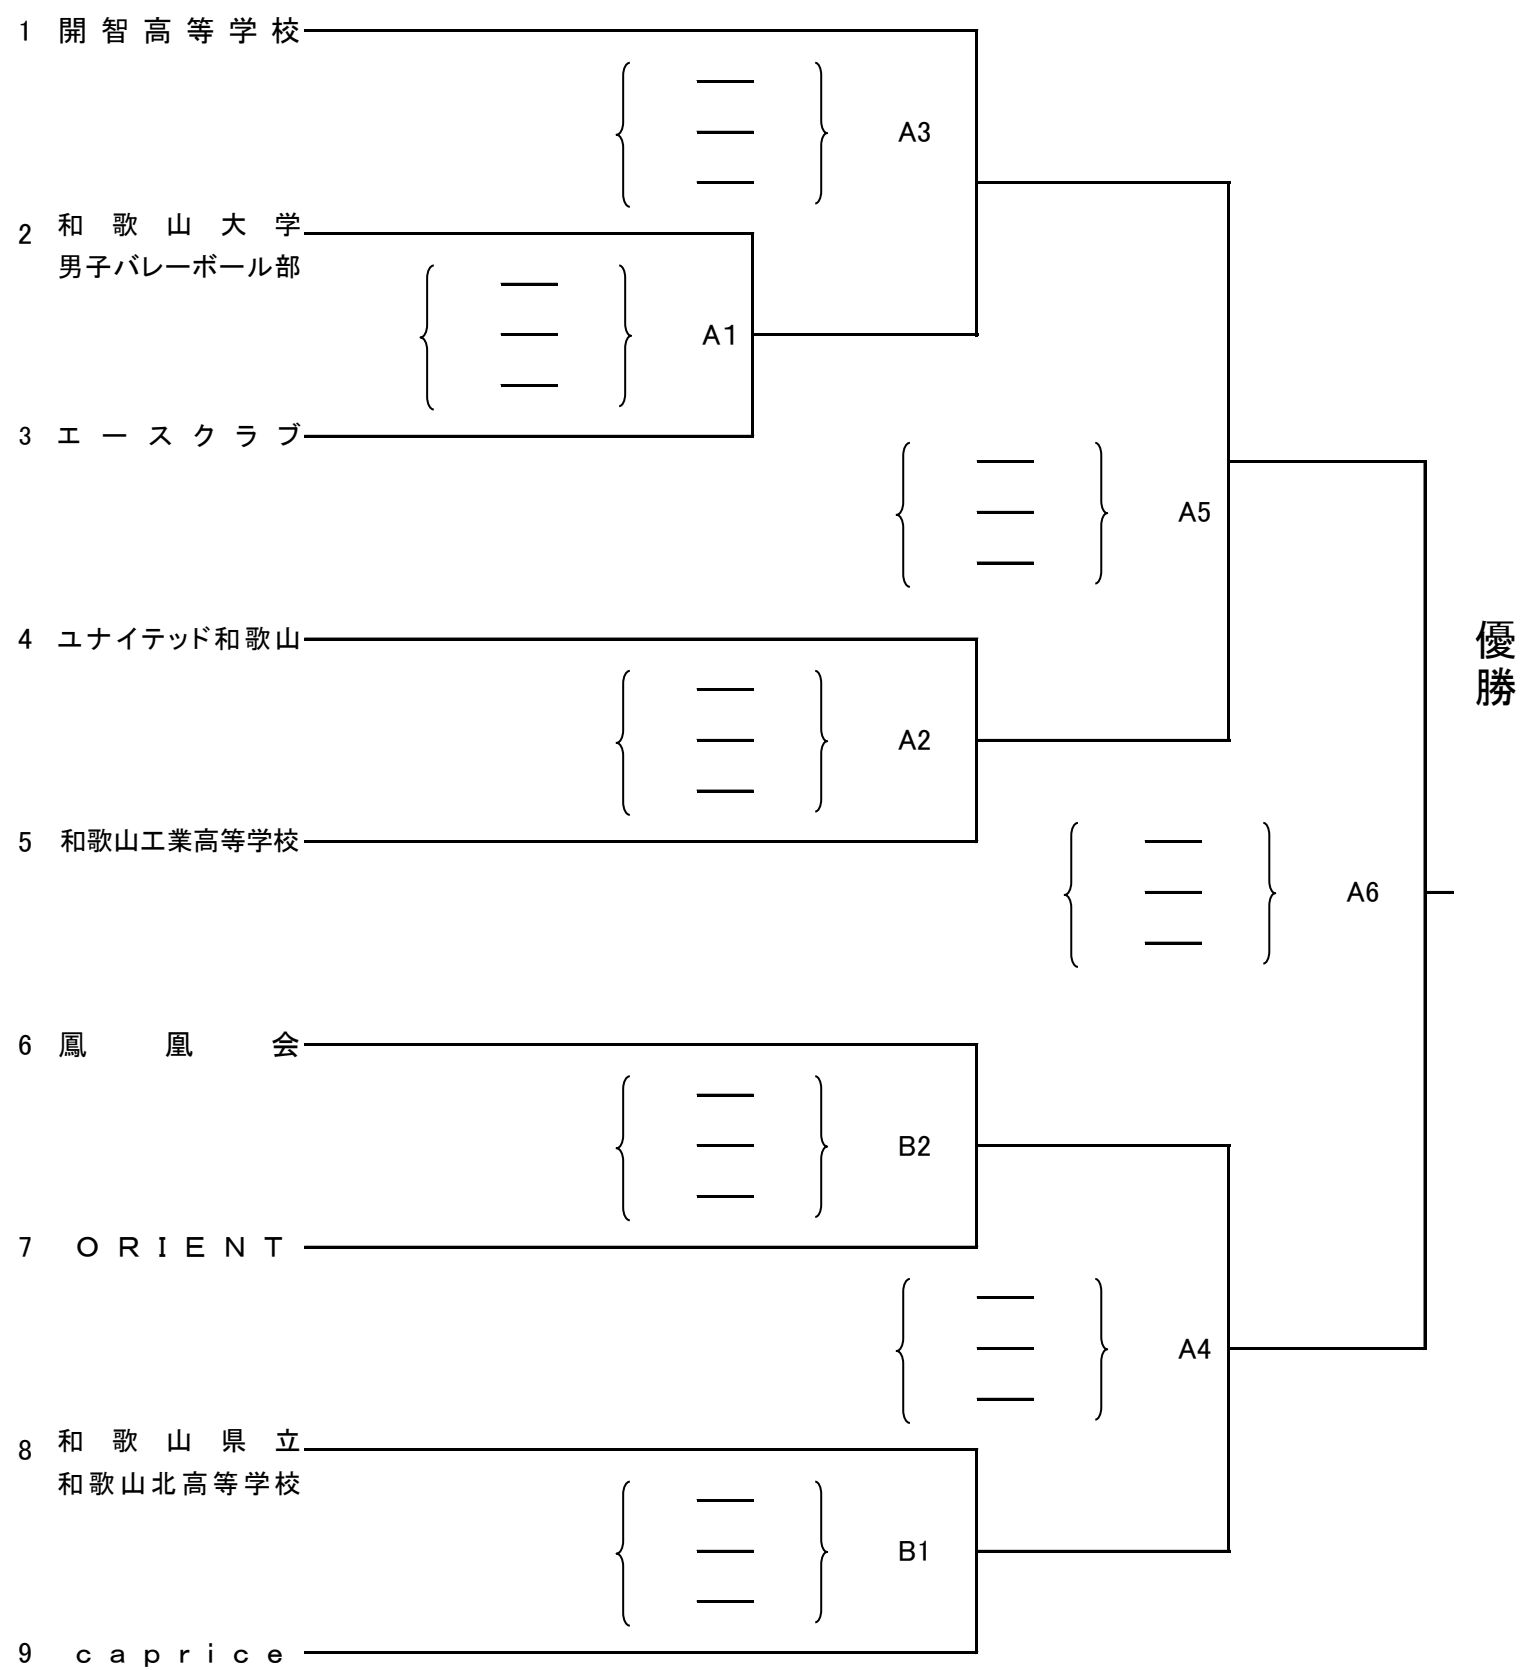 1 開智高等学校
A3
2 和歌山大学
男子バレーボール部
A1
3 エースクラブ
A5
4 ユナイテッド和歌山
優勝
A2
5 和歌山工業高等学校
A6
6 鳳凰会
B2
7 ＯＲＩＥＮＴ
A4
8 和歌山県立
和歌山北高等学校
B1
9 ｃａｐｒｉｃｅ